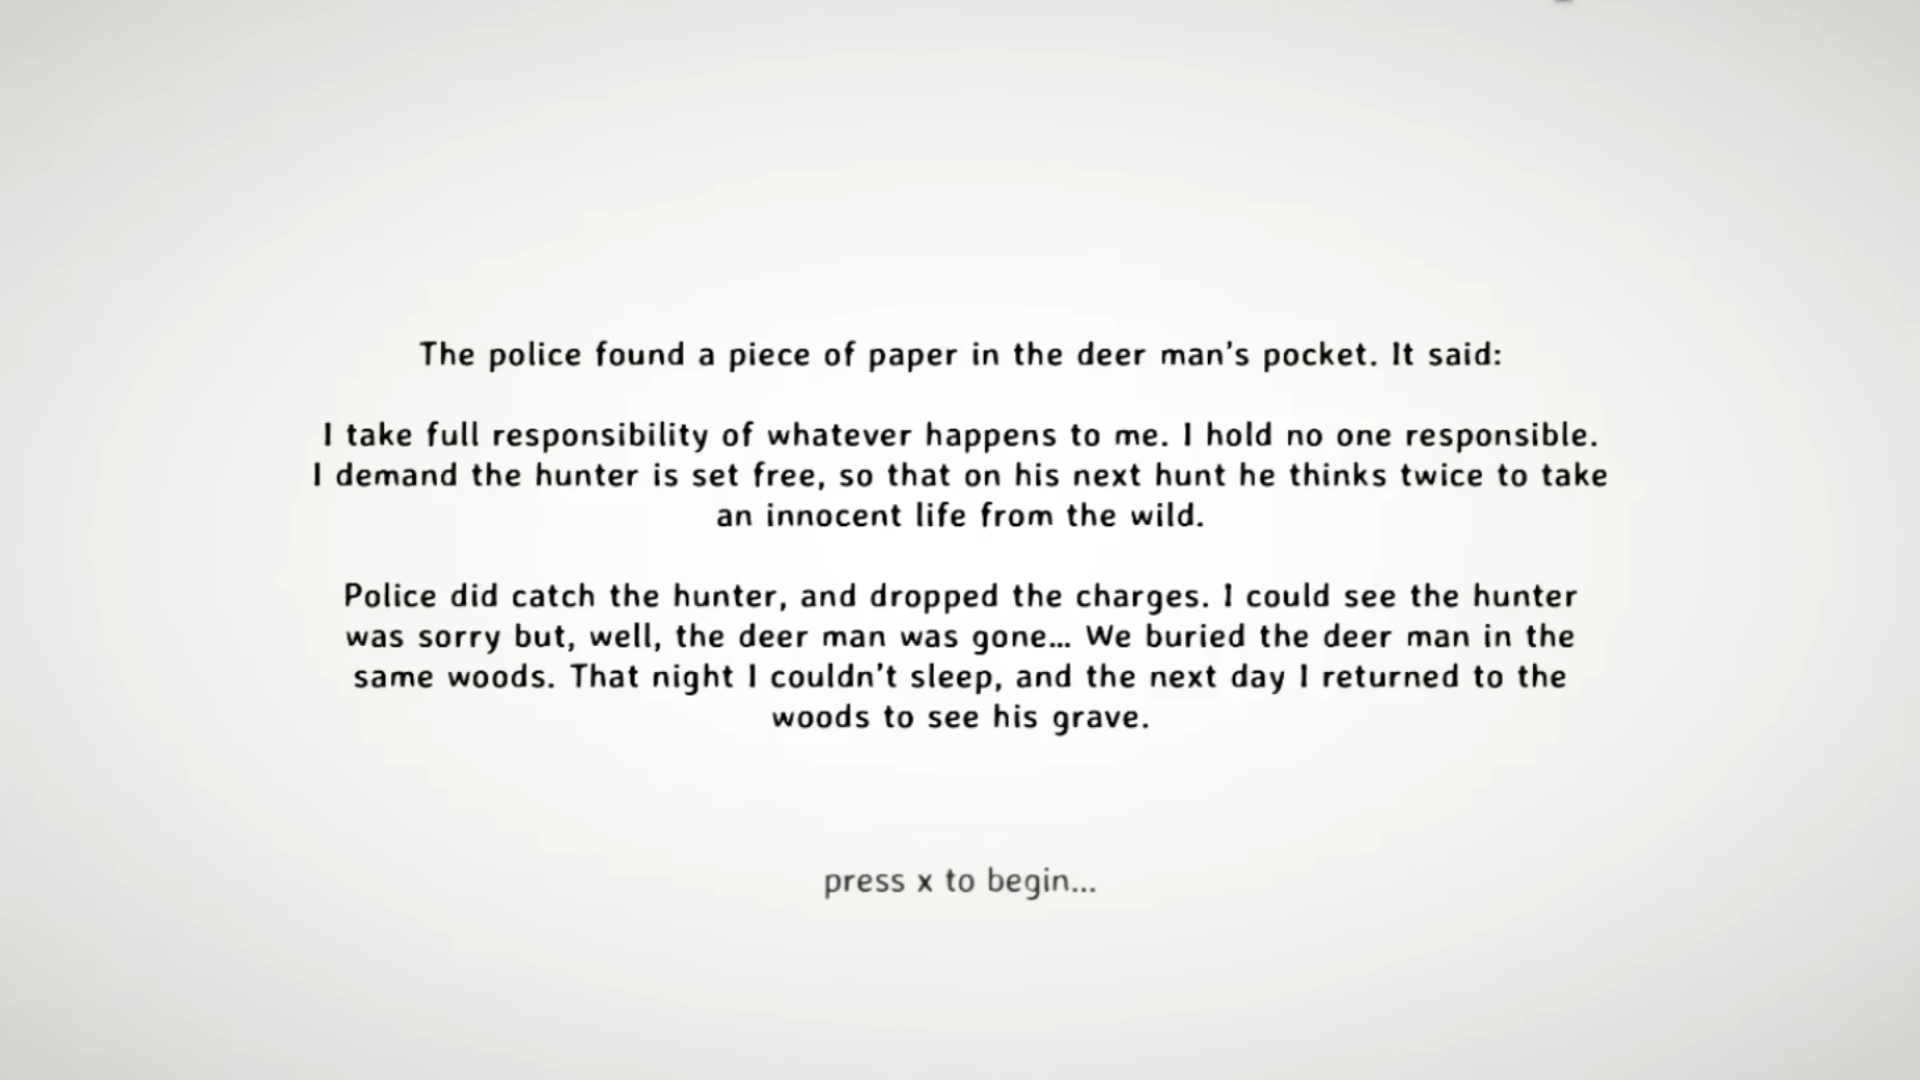 The police found a piece of paper in the deer man's pocket. It said:
I take full responsibility of whatever happens to me. I hold no one responsible.
I demand the hunter is set free, so that on his next hunt he thinks twice to take
an innocent life from the wild.
Police did catch the hunter, and dropped the charges. I could see the hunter
was sorry but, well, the deer man was gone... We buried the deer man in the
same woods. That night I couldn't sleep, and the next day I returned to the
woods to see his grave.
press x to begin...